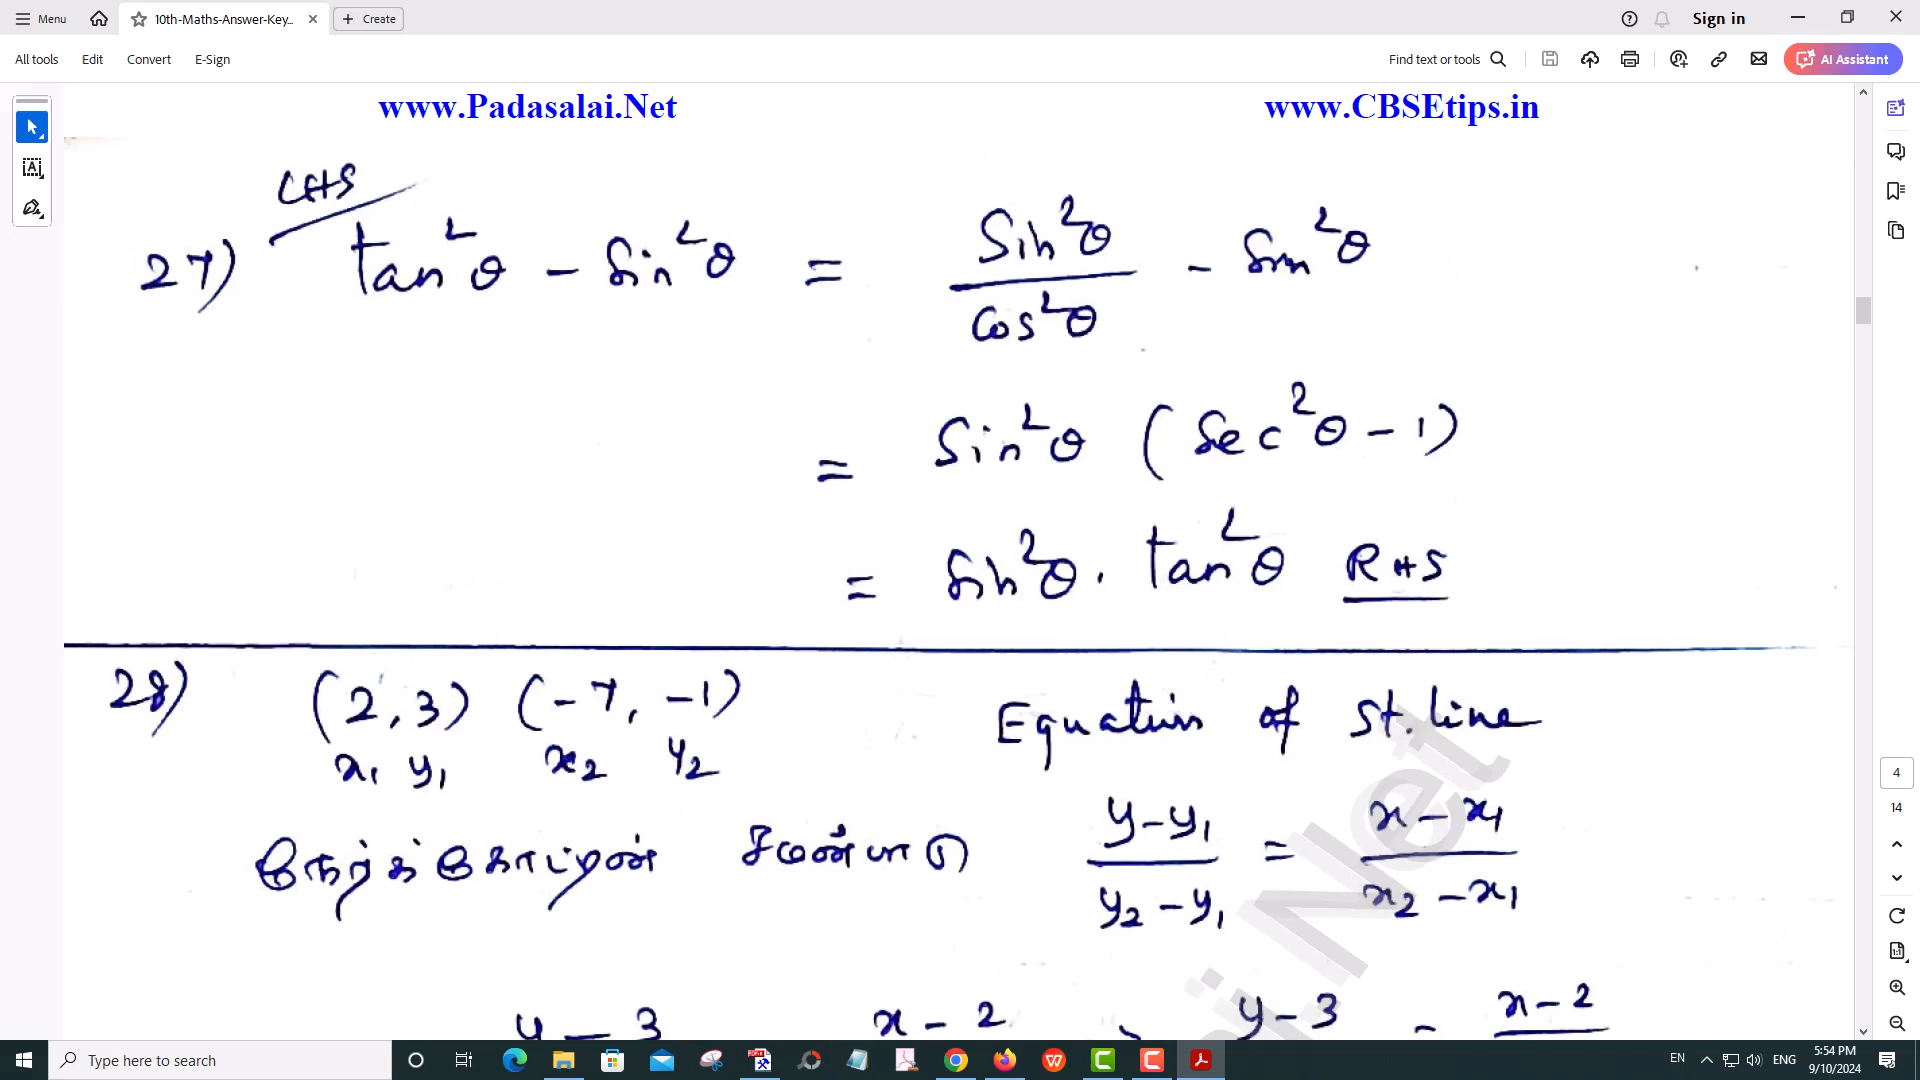 Menu 10th-Maths-Answer-Key... Create Sign in
All tools Edit Convert E-Sign Find text or tools AI Assistant
www.Padasalai.Net www.CBSEtips.in
LHS
27) tan²θ - Sin²θ = Sin²θ / Cos²θ - Sin²θ
= Sin²θ (Sec²θ - 1)
= Sin²θ . tan²θ RHS
28) (2, 3) (-7, -1) Equation of St. line
x₁ y₁ x₂ y₂
சமன்பாடு y-y₁ / y₂-y₁ = x-x₁ / x₂-x₁
y-3 x-2 y-3 = x-2
4
14
Type here to search EN ENG 5:54 PM
9/10/2024